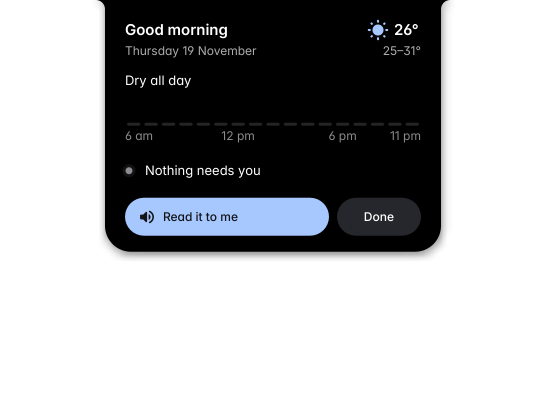 Good morning
26°
Thursday 19 November
25–31°
Dry all day
6 am 12 pm 6 pm 11 pm
Nothing needs you
Read it to me
Done